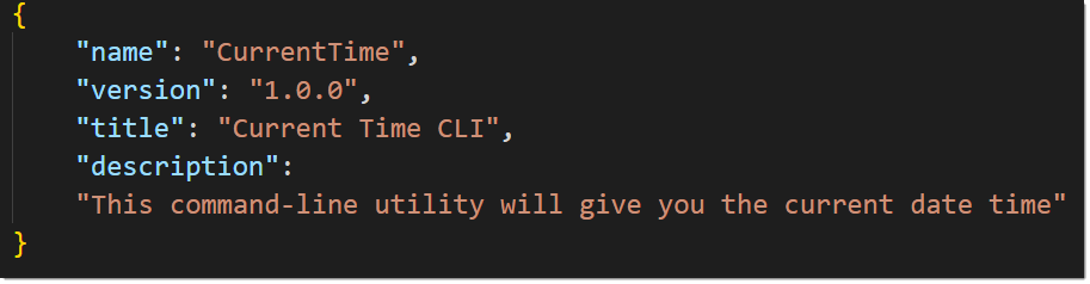 {
"name": "CurrentTime",
"version": "1.0.0",
"title": "Current Time CLI",
"description":
"This command-line utility will give you the current date time"
}